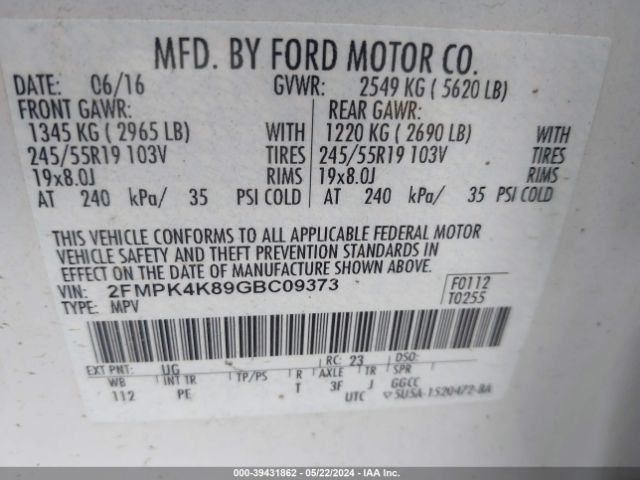 MFD. BY FORD MOTOR CO.
DATE: 06/16 GVWR: 2549 KG ( 5620 LB)
FRONT GAWR: REAR GAWR:
1345 KG ( 2965 LB) WITH 1220 KG ( 2690 LB) WITH
245/55R19 103V TIRES 245/55R19 103V TIRES
19x8.0J RIMS 19x8.0J RIMS
AT 240 kPa/ 35 PSI COLD AT 240 kPa/ 35 PSI COLD
THIS VEHICLE CONFORMS TO ALL APPLICABLE FEDERAL MOTOR
VEHICLE SAFETY AND THEFT PREVENTION STANDARDS IN
EFFECT ON THE DATE OF MANUFACTURE SHOWN ABOVE.
VIN: 2FMPK4K89GBC09373 F0112
TYPE: MPV T0255
EXT PNT: UG RC: 23 DSO:
WB INT TR TP/PS R AXLE TR SPR
112 PE T 3F J GGCC
UTC 5U5A-1520472-BA
000-39431862 - 05/22/2024 - IAA Inc.